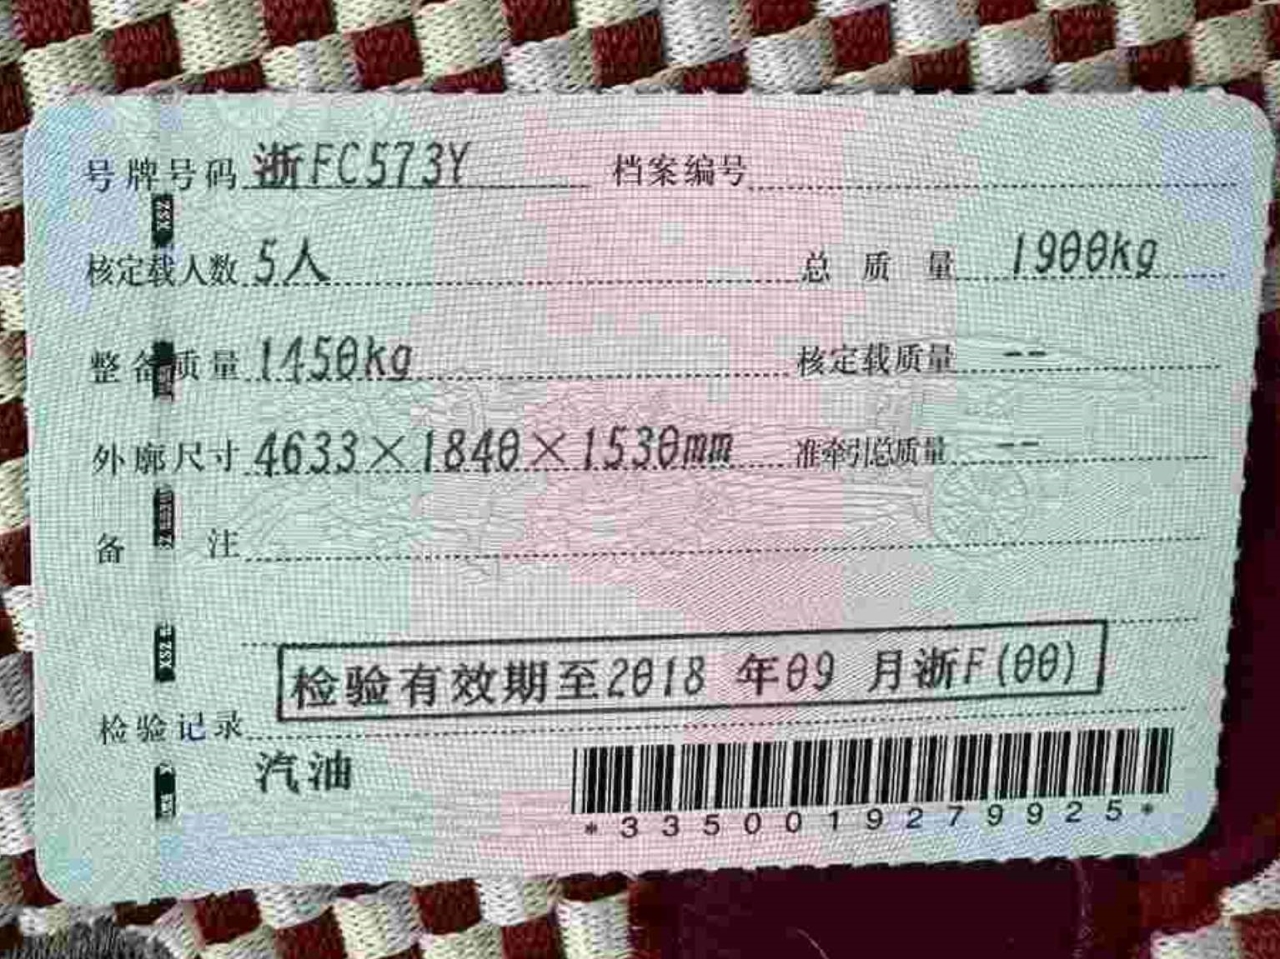 号牌号码 浙FC573Y 档案编号
核定载人数 5人 总质量 1900kg
整备质量 1450kg 核定载质量 --
外廓尺寸 4633×1840×1530mm 准牵引总质量 --
备注
检验有效期至2018 年09 月浙F(00)
检验记录
汽油
*3350019279925*